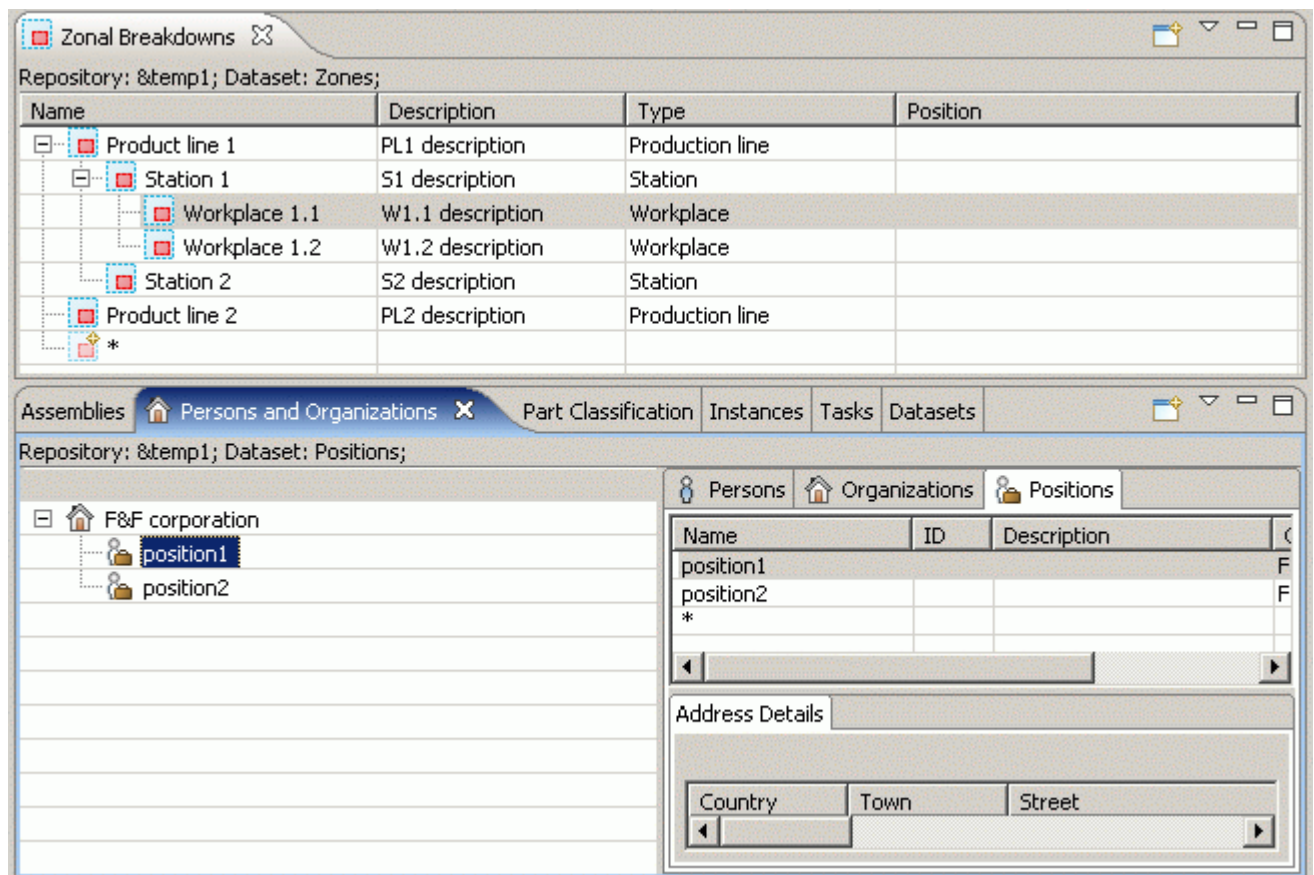 Zonal Breakdowns
Repository: &temp1; Dataset: Zones;
Name Description Type Position
Product line 1 PL1 description Production line
Station 1 S1 description Station
Workplace 1.1 W1.1 description Workplace
Workplace 1.2 W1.2 description Workplace
Station 2 S2 description Station
Product line 2 PL2 description Production line
*
Assemblies Persons and Organizations Part Classification Instances Tasks Datasets
Repository: &temp1; Dataset: Positions;
F&F corporation
position1
position2
Persons Organizations Positions
Name ID Description
position1 F
position2 F
*
Address Details
Country Town Street